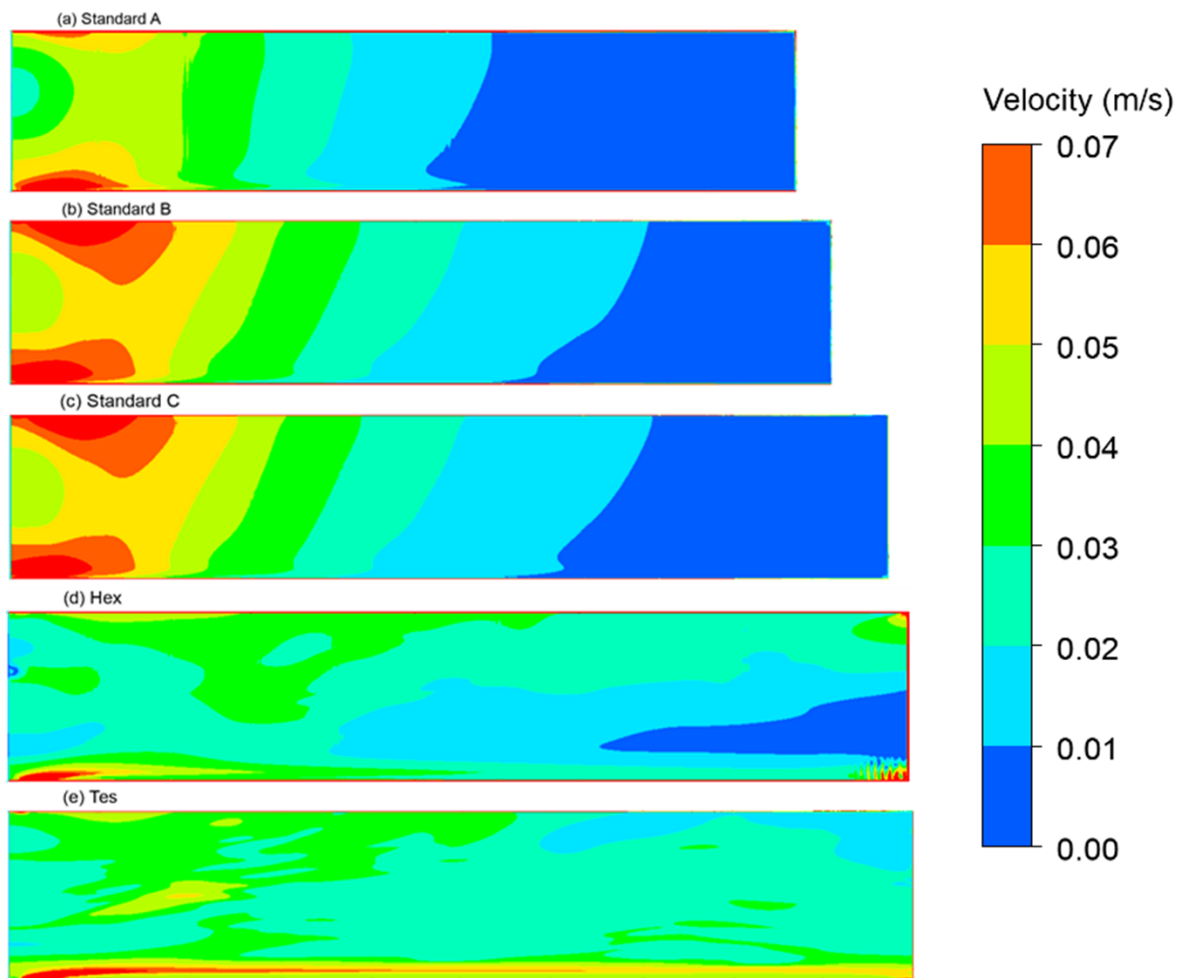 (a) Standard A
(b) Standard B
(c) Standard C
(d) Hex
(e) Tes
Velocity (m/s)
0.07
0.06
0.05
0.04
0.03
0.02
0.01
0.00